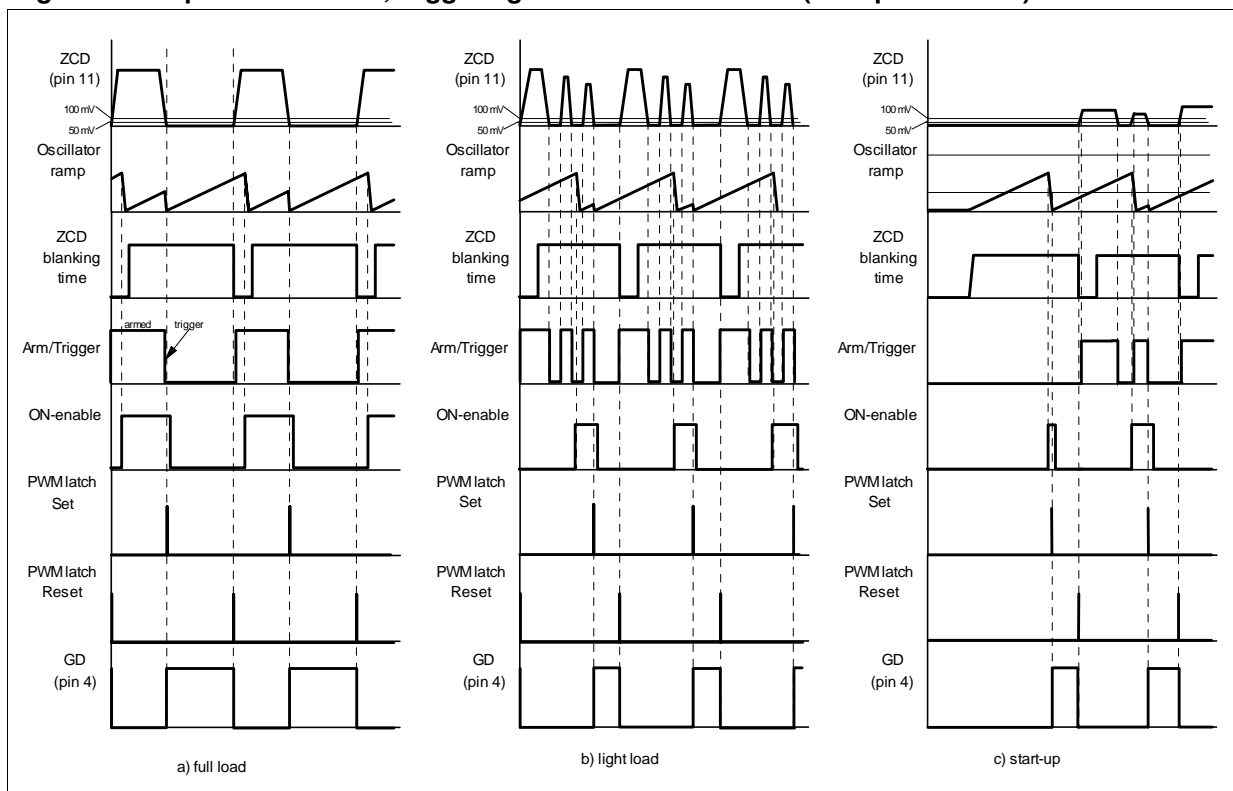 ZCD
(pin 11)
100 mV
50 mV
Oscillator
ramp
ZCD
blanking
time
armed
trigger
Arm/Trigger
ON-enable
PWM latch
Set
PWM latch
Reset
GD
(pin 4)
a) full load
ZCD
(pin 11)
100 mV
50 mV
Oscillator
ramp
ZCD
blanking
time
Arm/Trigger
ON-enable
PWM latch
Set
PWM latch
Reset
GD
(pin 4)
b) light load
ZCD
(pin 11)
100 mV
50 mV
Oscillator
ramp
ZCD
blanking
time
Arm/Trigger
ON-enable
PWM latch
Set
PWM latch
Reset
GD
(pin 4)
c) start-up